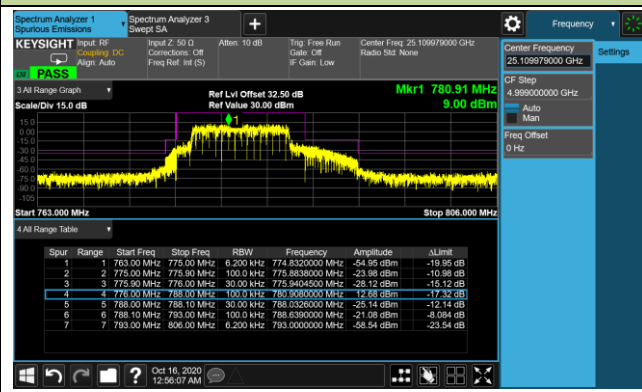 Spectrum Analyzer 1
Spurious Emissions
Spectrum Analyzer 3
Swept SA
Frequency
KEYSIGHT Input: RF
Coupling: DC
Align: Auto
Input Z: 50 Ω
Corrections: Off
Freq Ref: Int (S)
Atten: 10 dB
Trig: Free Run
Gate: Off
IF Gain: Low
Center Freq: 25.109979000 GHz
Radio Std: None
PASS
Center Frequency
25.109979000 GHz
Settings
CF Step
4.999000000 GHz
Auto
Man
Freq Offset
0 Hz
3 All Range Graph
Scale/Div 15.0 dB
Ref Lvl Offset 32.50 dB
Ref Value 30.00 dBm
Mkr1 780.91 MHz
9.00 dBm
1
15.0
0.00
-15.0
-30.0
-45.0
-60.0
-75.0
-90.0
-105
Start 763.000 MHz
Stop 806.000 MHz
4 All Range Table
Spur Range Start Freq Stop Freq RBW Frequency Amplitude ΔLimit
1 1 763.00 MHz 775.00 MHz 6.200 kHz 774.8320000 MHz -54.95 dBm -19.95 dB
2 2 775.00 MHz 775.90 MHz 100.0 kHz 775.8838000 MHz -23.98 dBm -10.98 dB
3 3 775.90 MHz 776.00 MHz 30.00 kHz 775.9404500 MHz -28.12 dBm -15.12 dB
4 4 776.00 MHz 788.00 MHz 100.0 kHz 780.9080000 MHz 12.68 dBm -17.32 dB
5 5 788.00 MHz 788.10 MHz 30.00 kHz 788.0326000 MHz -25.14 dBm -12.14 dB
6 6 788.10 MHz 793.00 MHz 100.0 kHz 788.6390000 MHz -21.08 dBm -8.084 dB
7 7 793.00 MHz 806.00 MHz 6.200 kHz 793.0000000 MHz -58.54 dBm -23.54 dB
Oct 16, 2020
12:56:07 AM